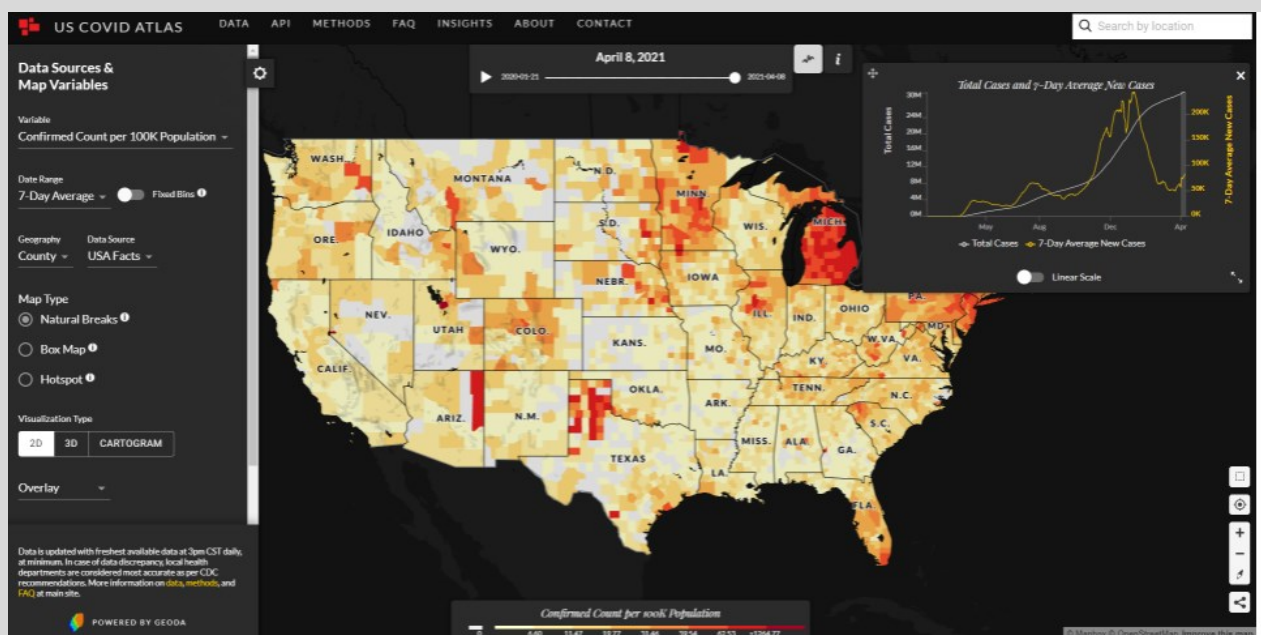 US COVID ATLAS
DATA API METHODS FAQ INSIGHTS ABOUT CONTACT
Search by location
Data Sources &
Map Variables
Variable
Confirmed Count per 100K Population
Date Range
7-Day Average
Fixed Bins
Geography Data Source
County USA Facts
Map Type
Natural Breaks
Box Map
Hotspot
Visualization Type
2D 3D CARTOGRAM
Overlay
Data is updated with freshest available data at 3pm CST daily,
at minimum. In case of data discrepancy, local health
departments are considered most accurate as per CDC
recommendations. More information on data, methods, and
FAQ at main site.
POWERED BY GEODA
April 8, 2021
2020-01-21 2021-04-08
i
Total Cases and 7-Day Average New Cases
Total Cases
30M
24M
20M
16M
12M
8M
4M
0M
200K
150K
100K
50K
0K
7-Day Average New Cases
May Aug Dec Apr
Total Cases 7-Day Average New Cases
Linear Scale
WASH.
MONTANA
N.D.
MINN.
ORE.
IDAHO
WYO.
S.D.
WIS.
MICH.
NEBR.
IOWA
NEV.
UTAH
COLO.
KANS.
MO.
ILL.
IND.
OHIO
PA.
MD.
W.VA.
VA.
KY.
CALIF.
ARIZ.
N.M.
OKLA.
ARK.
TENN.
N.C.
S.C.
TEXAS
LA.
MISS.
ALA.
GA.
FLA.
Confirmed Count per 100K Population
© Mapbox © OpenStreetMap Improve this map